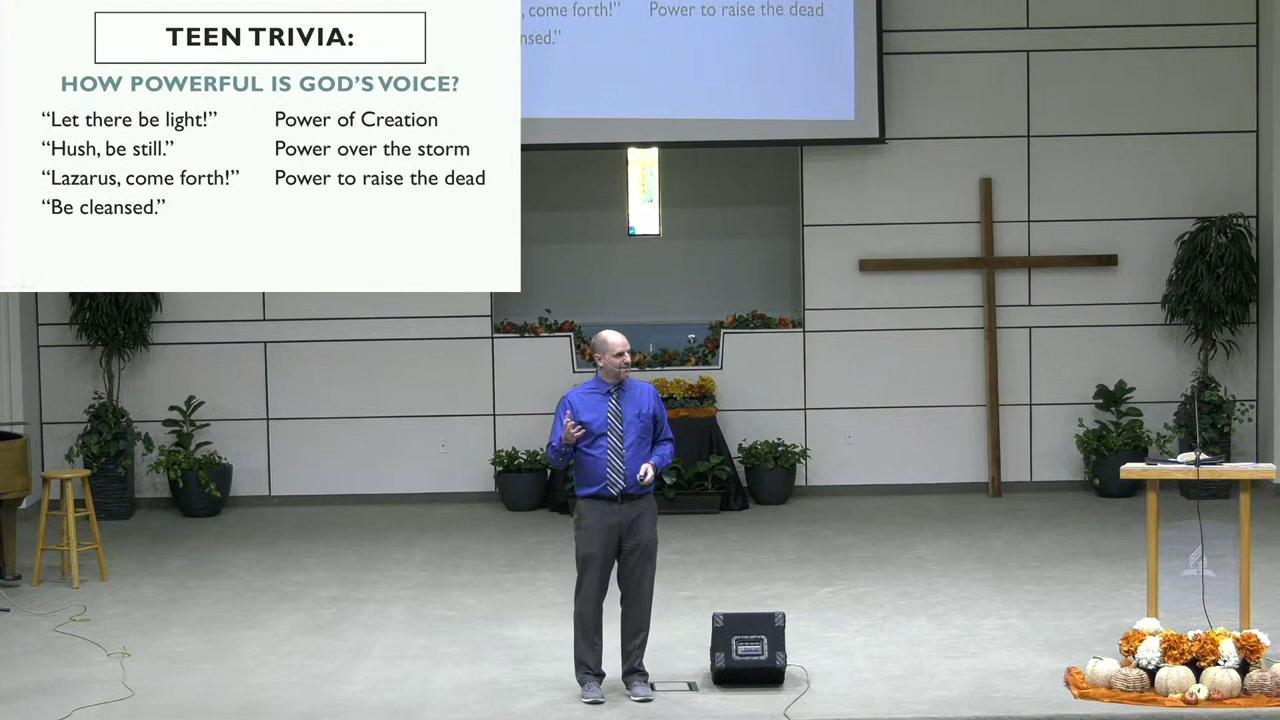 TEEN TRIVIA:
HOW POWERFUL IS GOD'S VOICE?
“Let there be light!” Power of Creation
“Hush, be still.” Power over the storm
“Lazarus, come forth!” Power to raise the dead
“Be cleansed.”
, come forth!” Power to raise the dead
nsed.”